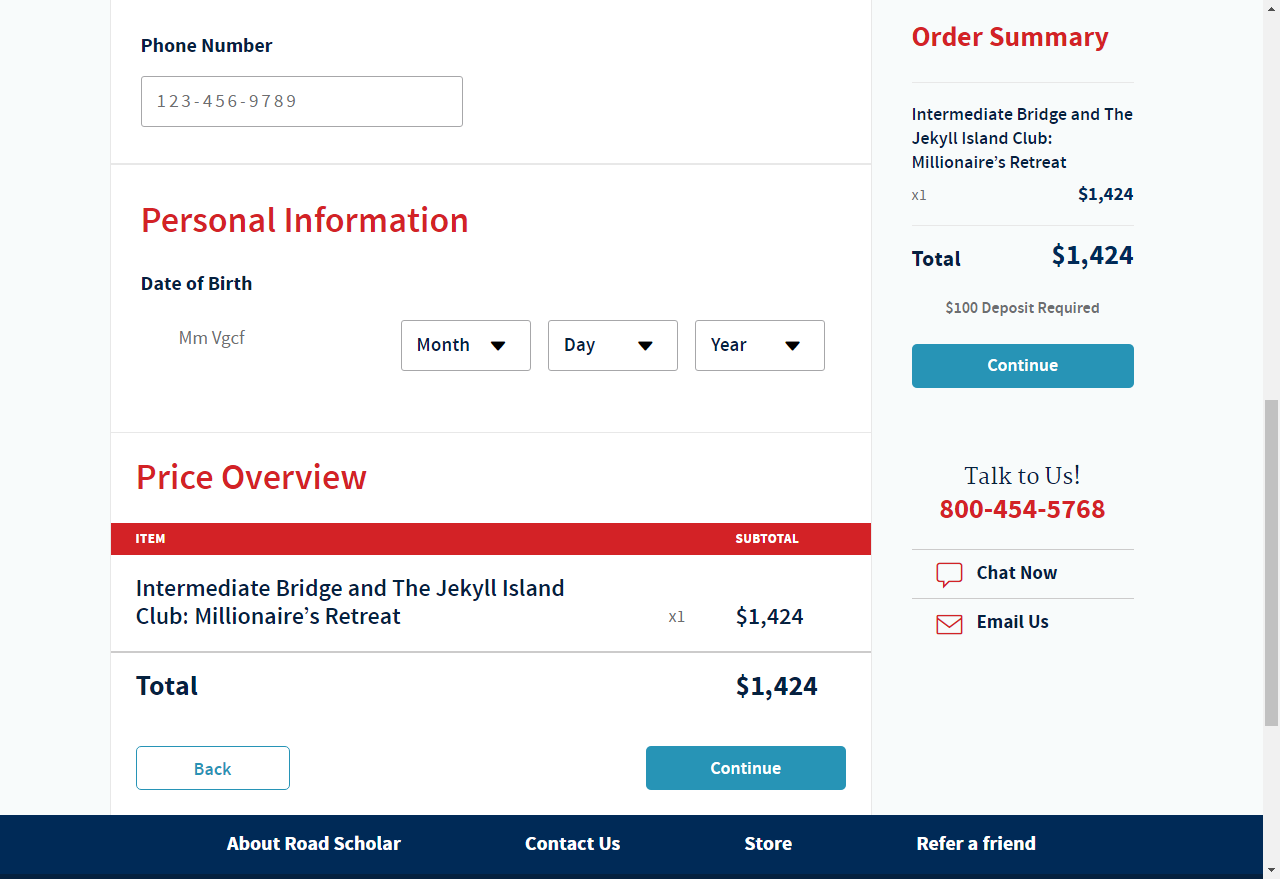 Phone Number
123-456-9789
Personal Information
Date of Birth
Mm Vgcf
Month
Day
Year
Price Overview
ITEM SUBTOTAL
Intermediate Bridge and The Jekyll Island
Club: Millionaire’s Retreat x1 $1,424
Total $1,424
Back
Continue
Order Summary
Intermediate Bridge and The
Jekyll Island Club:
Millionaire’s Retreat
x1 $1,424
Total $1,424
$100 Deposit Required
Continue
Talk to Us!
800-454-5768
Chat Now
Email Us
About Road Scholar Contact Us Store Refer a friend